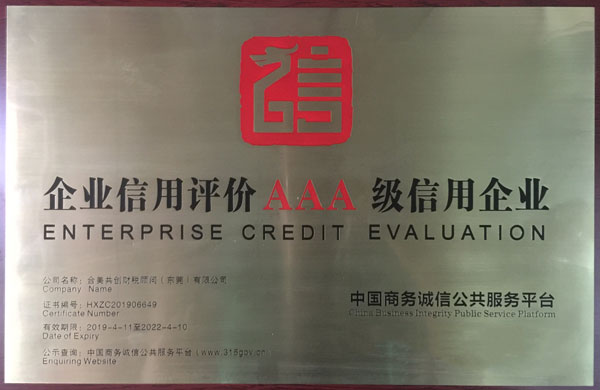 企业信用评价AAA级信用企业
ENTERPRISE CREDIT EVALUATION
公司名称：合美共创财税顾问（东莞）有限公司
Company Name
证书编号：HXZC201906649
Certificate Number
有效期限：2019-4-11至2022-4-10
Date of Expiry
公示查询：中国商务诚信公共服务平台（www.315gov.cn）
Enquiring Website
中国商务诚信公共服务平台
China Business Integrity Public Service Platform